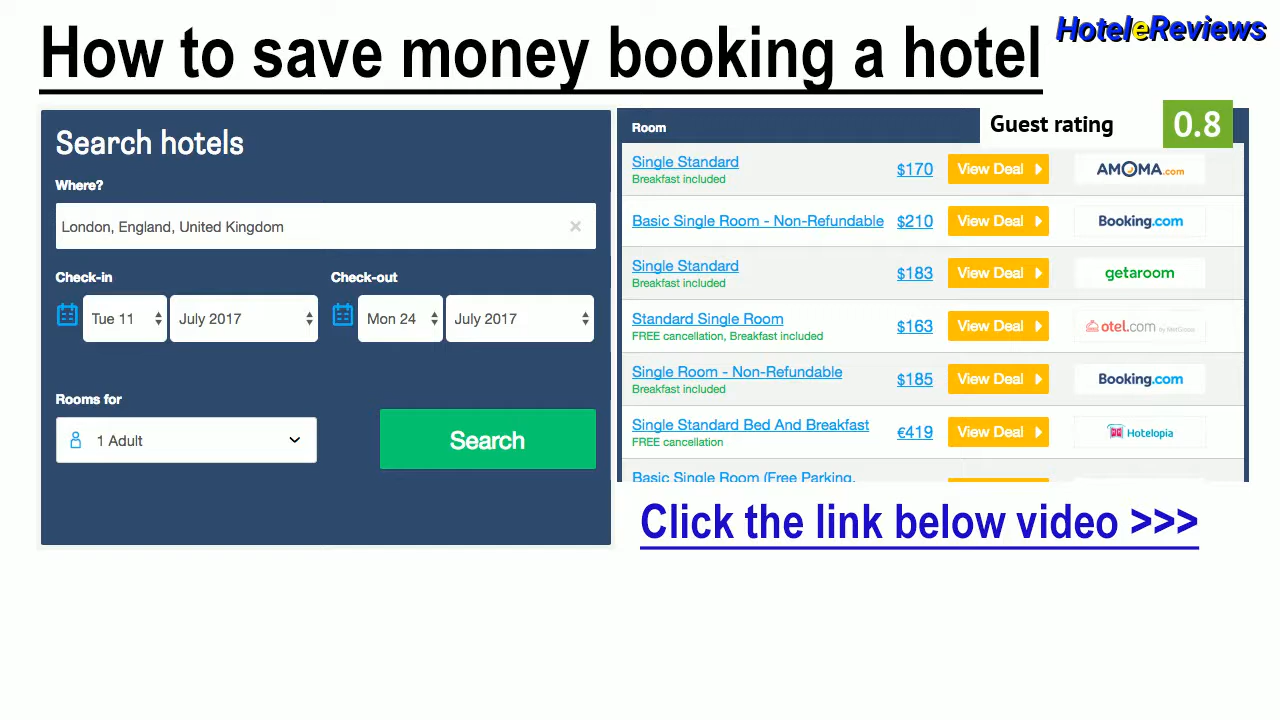 How to save money booking a hotel
HoteleReviews
Search hotels
Where?
London, England, United Kingdom
Check-in
Check-out
Tue 11
July 2017
Mon 24
July 2017
Rooms for
1 Adult
Search
Room
Guest rating
0.8
Single Standard
Breakfast included
$170
View Deal
AMOMA.com
Basic Single Room - Non-Refundable
$210
View Deal
Booking.com
Single Standard
Breakfast included
$183
View Deal
getaroom
Standard Single Room
FREE cancellation, Breakfast included
$163
View Deal
otel.com
Single Room - Non-Refundable
Breakfast included
$185
View Deal
Booking.com
Single Standard Bed And Breakfast
FREE cancellation
€419
View Deal
Hotelopia
Basic Single Room (Free Parking,
Click the link below video >>>